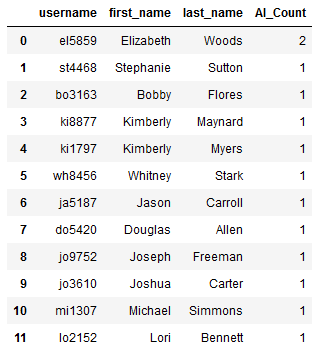 username first_name last_name AI_Count
0 el5859 Elizabeth Woods 2
1 st4468 Stephanie Sutton 1
2 bo3163 Bobby Flores 1
3 ki8877 Kimberly Maynard 1
4 ki1797 Kimberly Myers 1
5 wh8456 Whitney Stark 1
6 ja5187 Jason Carroll 1
7 do5420 Douglas Allen 1
8 jo9752 Joseph Freeman 1
9 jo3610 Joshua Carter 1
10 mi1307 Michael Simmons 1
11 lo2152 Lori Bennett 1